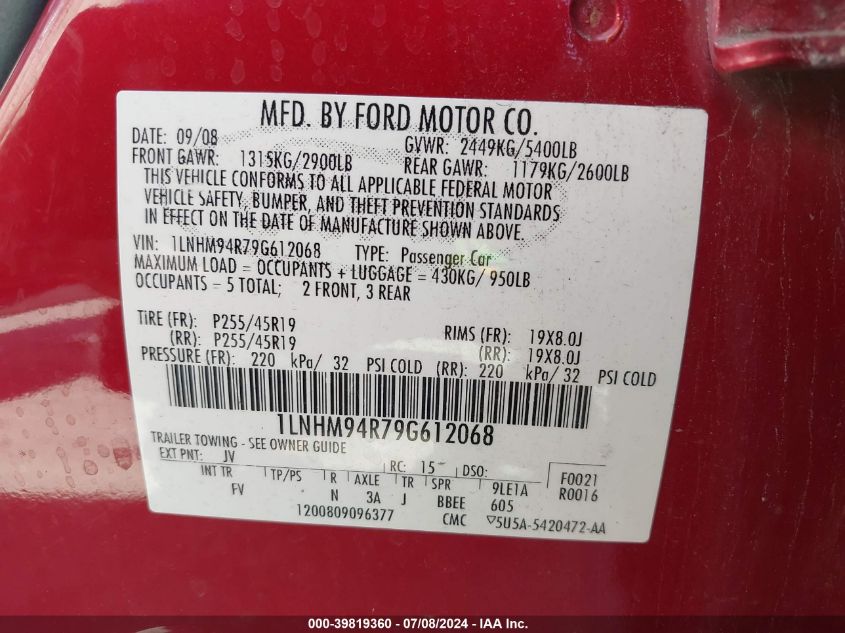 MFD. BY FORD MOTOR CO.
DATE: 09/08 GVWR: 2449KG/5400LB
FRONT GAWR: 1315KG/2900LB REAR GAWR: 1179KG/2600LB
THIS VEHICLE CONFORMS TO ALL APPLICABLE FEDERAL MOTOR
VEHICLE SAFETY, BUMPER, AND THEFT PREVENTION STANDARDS
IN EFFECT ON THE DATE OF MANUFACTURE SHOWN ABOVE.
VIN: 1LNHM94R79G612068 TYPE: Passenger Car
MAXIMUM LOAD = OCCUPANTS + LUGGAGE = 430KG/ 950LB
OCCUPANTS = 5 TOTAL; 2 FRONT, 3 REAR
TIRE (FR): P255/45R19 RIMS (FR): 19X8.0J
(RR): P255/45R19 (RR): 19X8.0J
PRESSURE (FR): 220 kPa/ 32 PSI COLD (RR): 220 kPa/ 32 PSI COLD
1LNHM94R79G612068
TRAILER TOWING - SEE OWNER GUIDE
EXT PNT: JV RC: 15 DSO: F0021
INT TR TP/PS R AXLE TR SPR 9LE1A R0016
FV N 3A J BBEE 605
1200809096377 CMC ▽5U5A-5420472-AA
000-39819360 - 07/08/2024 - IAA Inc.